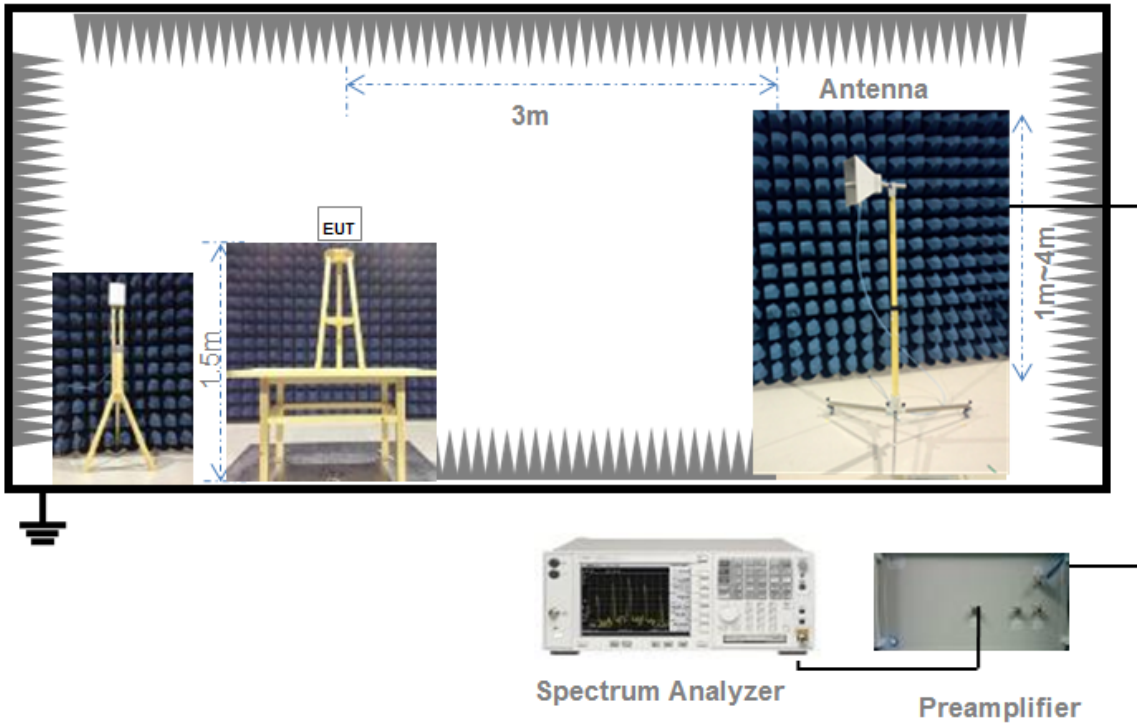 Antenna
3m
EUT
1.5m
1m~4m
Spectrum Analyzer
Preamplifier